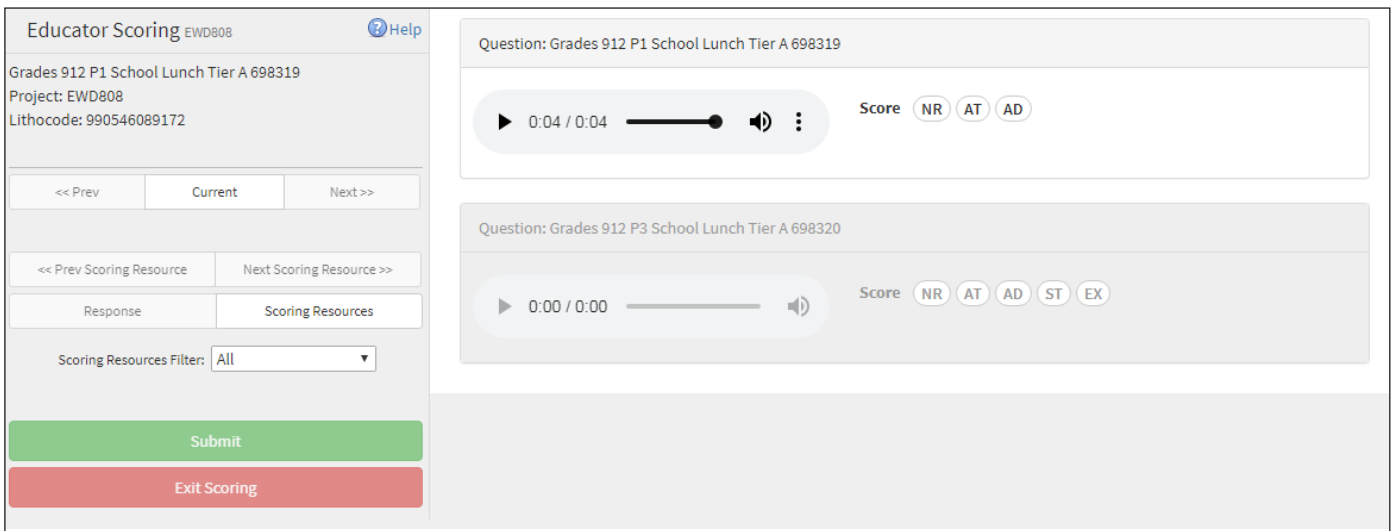 Educator Scoring EWD808
Help
Grades 912 P1 School Lunch Tier A 698319
Project: EWD808
Lithocode: 990546089172
<< Prev
Current
Next >>
<< Prev Scoring Resource
Next Scoring Resource >>
Response
Scoring Resources
Scoring Resources Filter: All
Submit
Exit Scoring
Question: Grades 912 P1 School Lunch Tier A 698319
0:04 / 0:04
Score NR AT AD
Question: Grades 912 P3 School Lunch Tier A 698320
0:00 / 0:00
Score NR AT AD ST EX